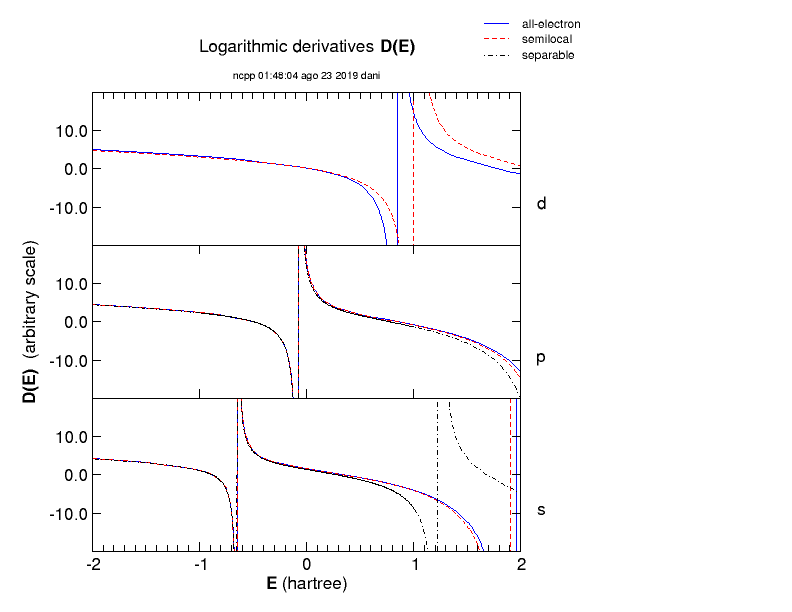 all-electron
semilocal
separable
Logarithmic derivatives D(E)
ncpp 01:48:04 ago 23 2019 dani
10.0
0.0
-10.0
d
10.0
0.0
-10.0
p
10.0
0.0
-10.0
s
D(E) (arbitrary scale)
-2 -1 0 1 2
E (hartree)